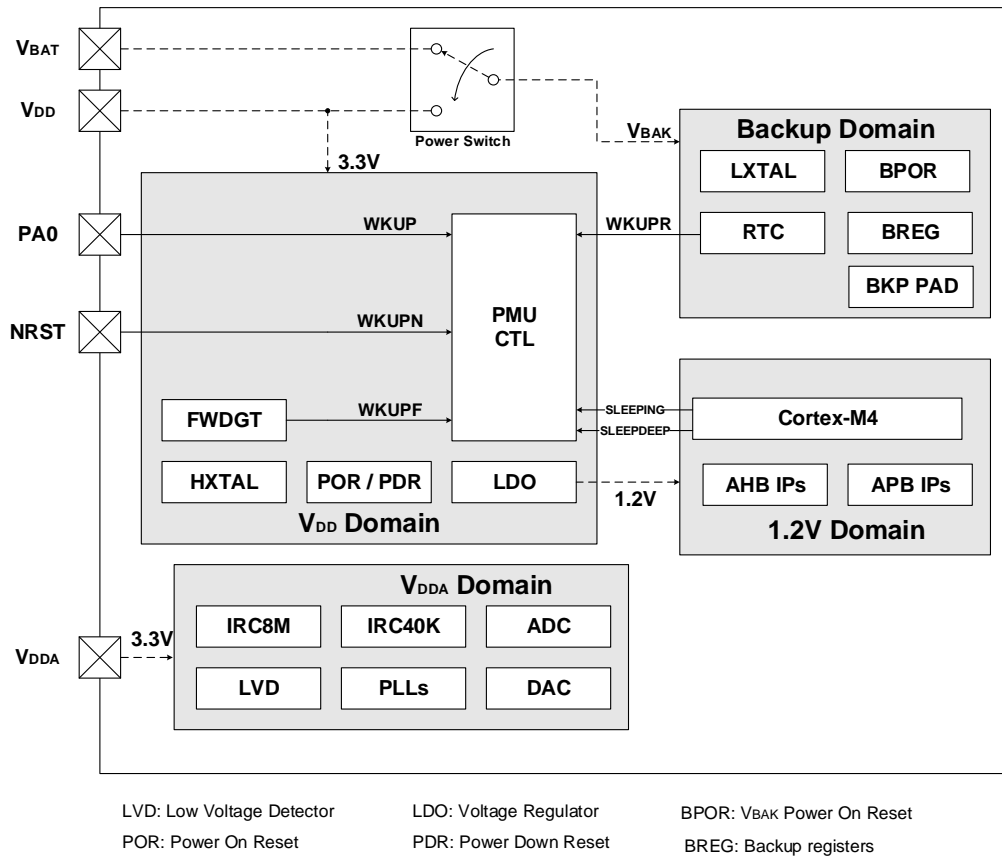 VBAT
VDD
Power Switch
3.3V
VBAK
Backup Domain
LXTAL
BPOR
RTC
BREG
BKP PAD
PA0
WKUP
WKUPR
NRST
WKUPN
PMU
CTL
FWDGT
WKUPF
SLEEPING
SLEEPDEEP
Cortex-M4
HXTAL
POR / PDR
LDO
1.2V
AHB IPs
APB IPs
VDD Domain
1.2V Domain
VDDA Domain
VDDA
3.3V
IRC8M
IRC40K
ADC
LVD
PLLs
DAC
LVD: Low Voltage Detector
LDO: Voltage Regulator
BPOR: VBAK Power On Reset
POR: Power On Reset
PDR: Power Down Reset
BREG: Backup registers